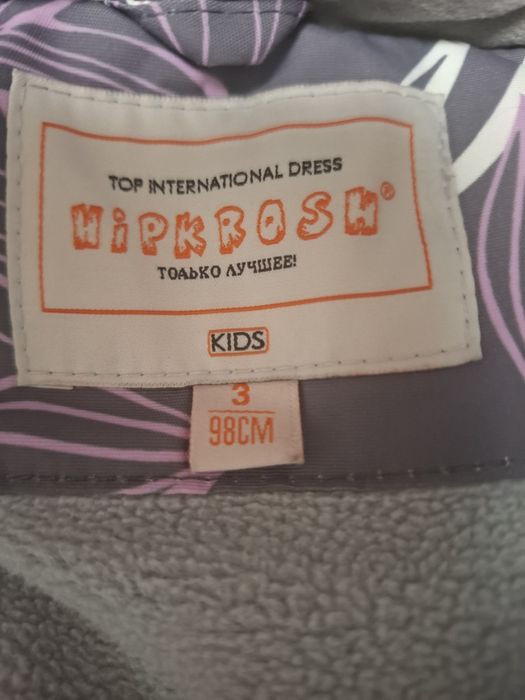 TOP INTERNATIONAL DRESS
HiPKROSH®
ТОЛЬКО ЛУЧШЕЕ!
KIDS
3
98CM